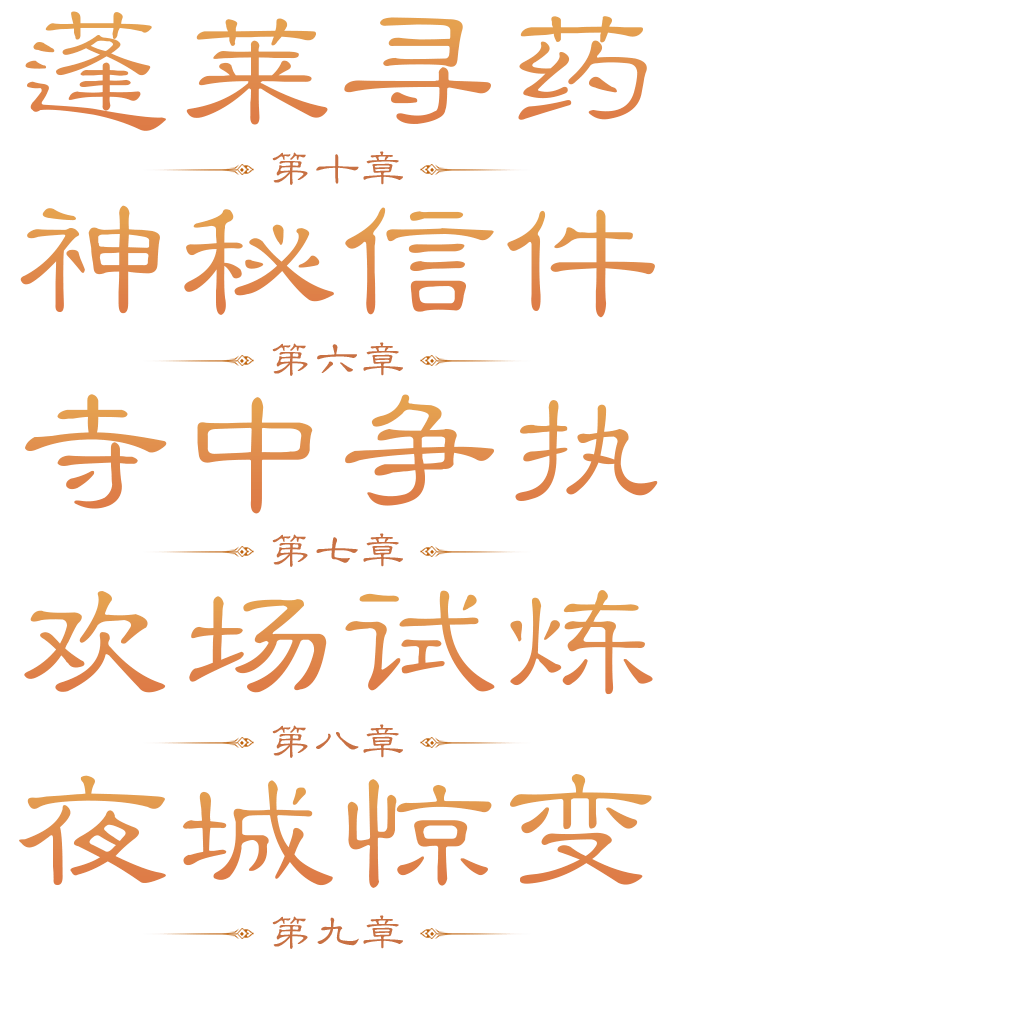 蓬莱寻药
第十章
神秘信件
第六章
寺中争执
第七章
欢场试炼
第八章
夜城惊变
第九章